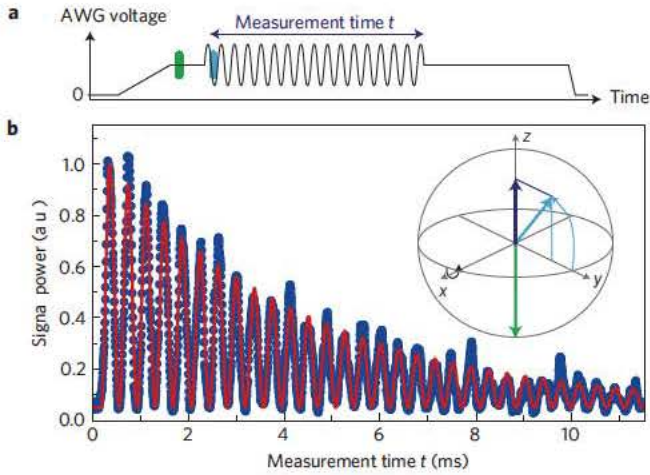 a
AWG voltage
Measurement time t
0
Time
b
Signa power (a u)
1.0
0.8
0.6
0.4
0.2
0.0
0 2 4 6 8 10
Measurement time t (ms)
z
y
x